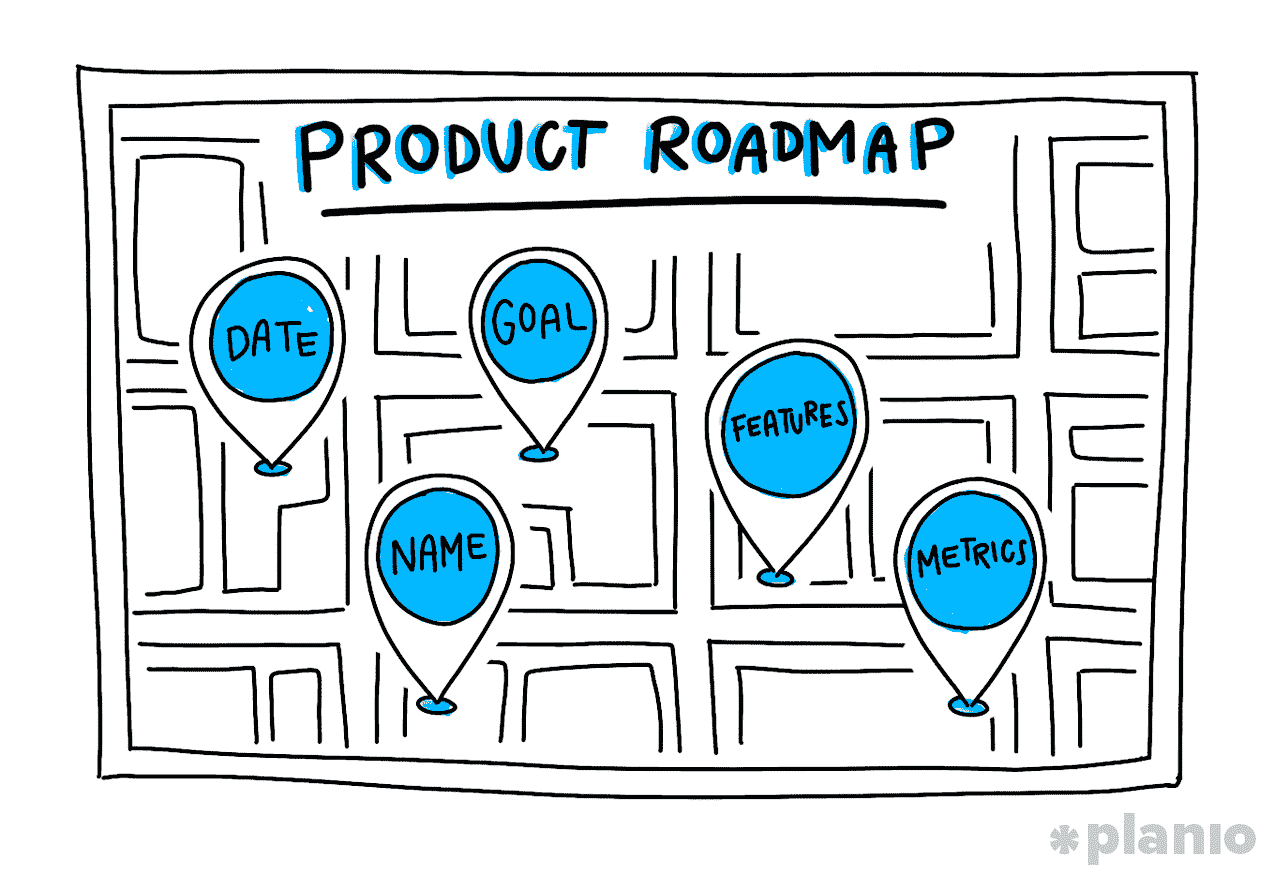 PRODUCT ROADMAP
DATE
GOAL
FEATURES
NAME
METRICS
*planio